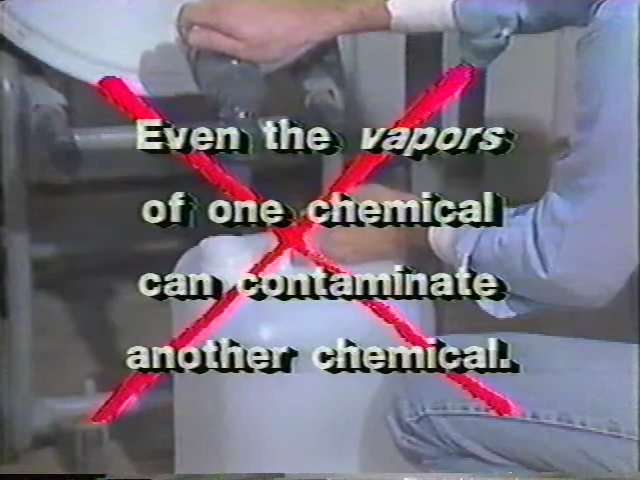 Even the vapors
of one chemical
can contaminate
another chemical.